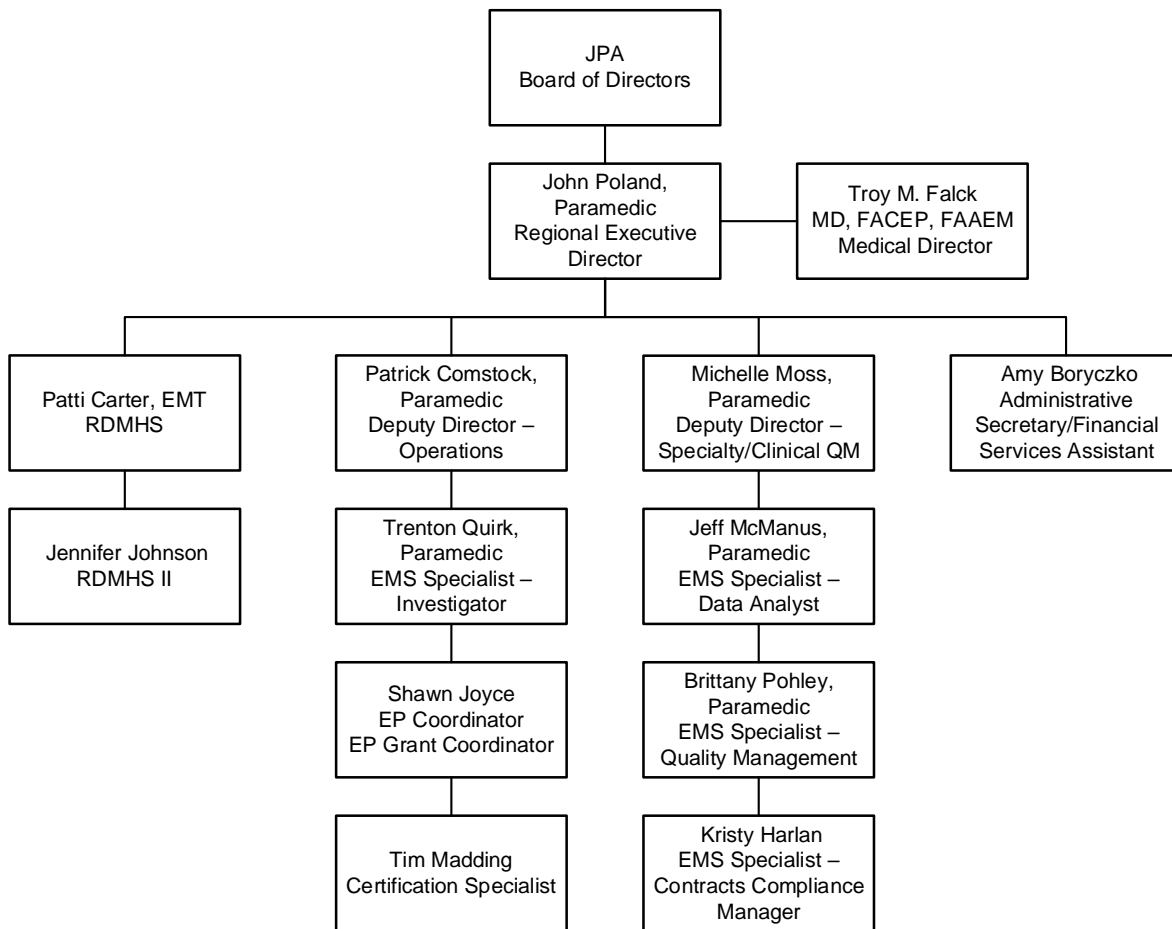 JPA
Board of Directors
John Poland,
Paramedic
Regional Executive
Director
Troy M. Falck
MD, FACEP, FAAEM
Medical Director
Patti Carter, EMT
RDMHS
Patrick Comstock,
Paramedic
Deputy Director –
Operations
Michelle Moss,
Paramedic
Deputy Director –
Specialty/Clinical QM
Amy Boryczko
Administrative
Secretary/Financial
Services Assistant
Jennifer Johnson
RDMHS II
Trenton Quirk,
Paramedic
EMS Specialist –
Investigator
Jeff McManus,
Paramedic
EMS Specialist –
Data Analyst
Shawn Joyce
EP Coordinator
EP Grant Coordinator
Brittany Pohley,
Paramedic
EMS Specialist –
Quality Management
Tim Madding
Certification Specialist
Kristy Harlan
EMS Specialist –
Contracts Compliance
Manager